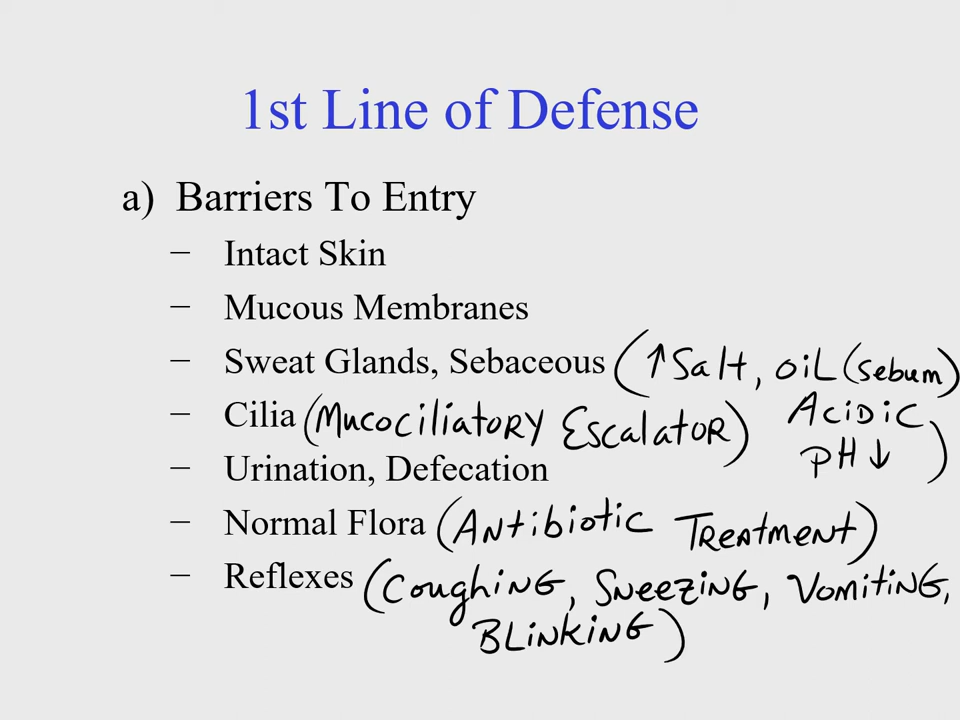 1st Line of Defense
a) Barriers To Entry
– Intact Skin
– Mucous Membranes
– Sweat Glands, Sebaceous (↑Salt, OiL (sebum)
– Cilia (Mucociliatory Escalator) Acidic
pH↓)
– Urination, Defecation
– Normal Flora (Antibiotic Treatment)
– Reflexes (Coughing, Sneezing, Vomiting,
Blinking)